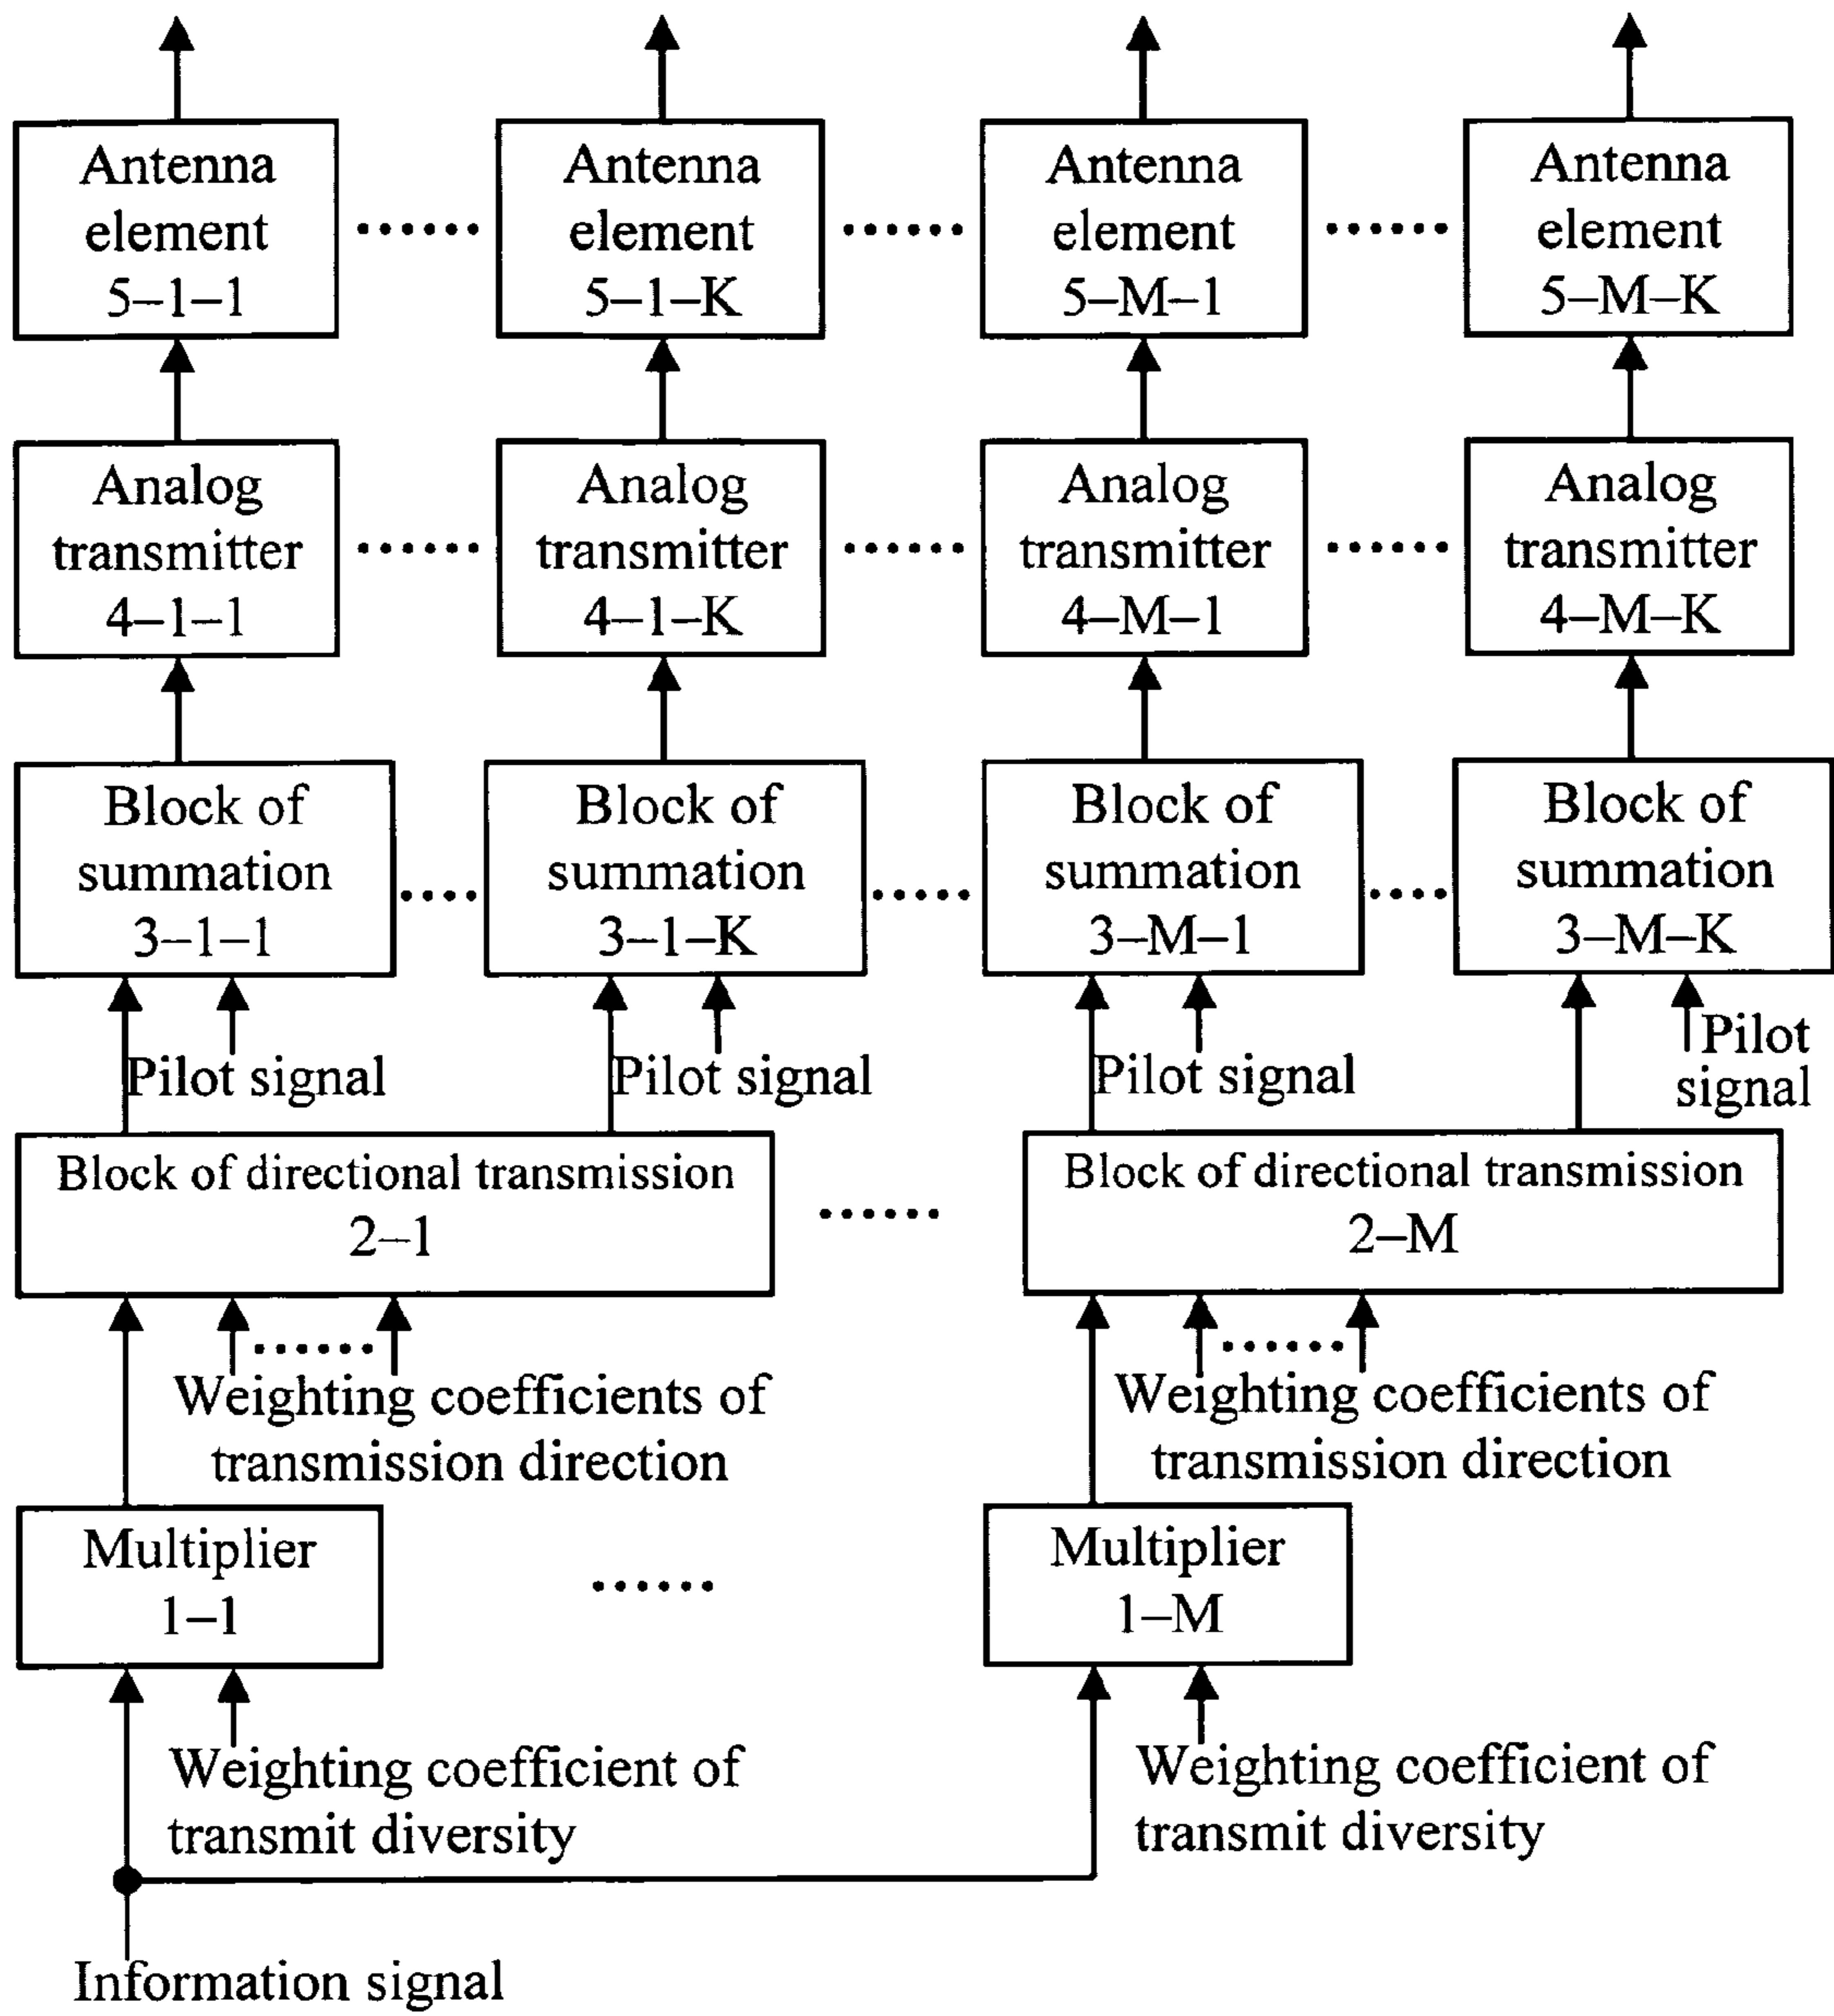 Antenna
element
5–1–1
Antenna
element
5–1–K
Antenna
element
5–M–1
Antenna
element
5–M–K
Analog
transmitter
4–1–1
Analog
transmitter
4–1–K
Analog
transmitter
4–M–1
Analog
transmitter
4–M–K
Block of
summation
3–1–1
Block of
summation
3–1–K
Block of
summation
3–M–1
Block of
summation
3–M–K
Pilot signal
Pilot signal
Pilot signal
Pilot
signal
Block of directional transmission
2–1
Block of directional transmission
2–M
Weighting coefficients of
transmission direction
Weighting coefficients of
transmission direction
Multiplier
1–1
Multiplier
1–M
Weighting coefficient of
transmit diversity
Weighting coefficient of
transmit diversity
Information signal